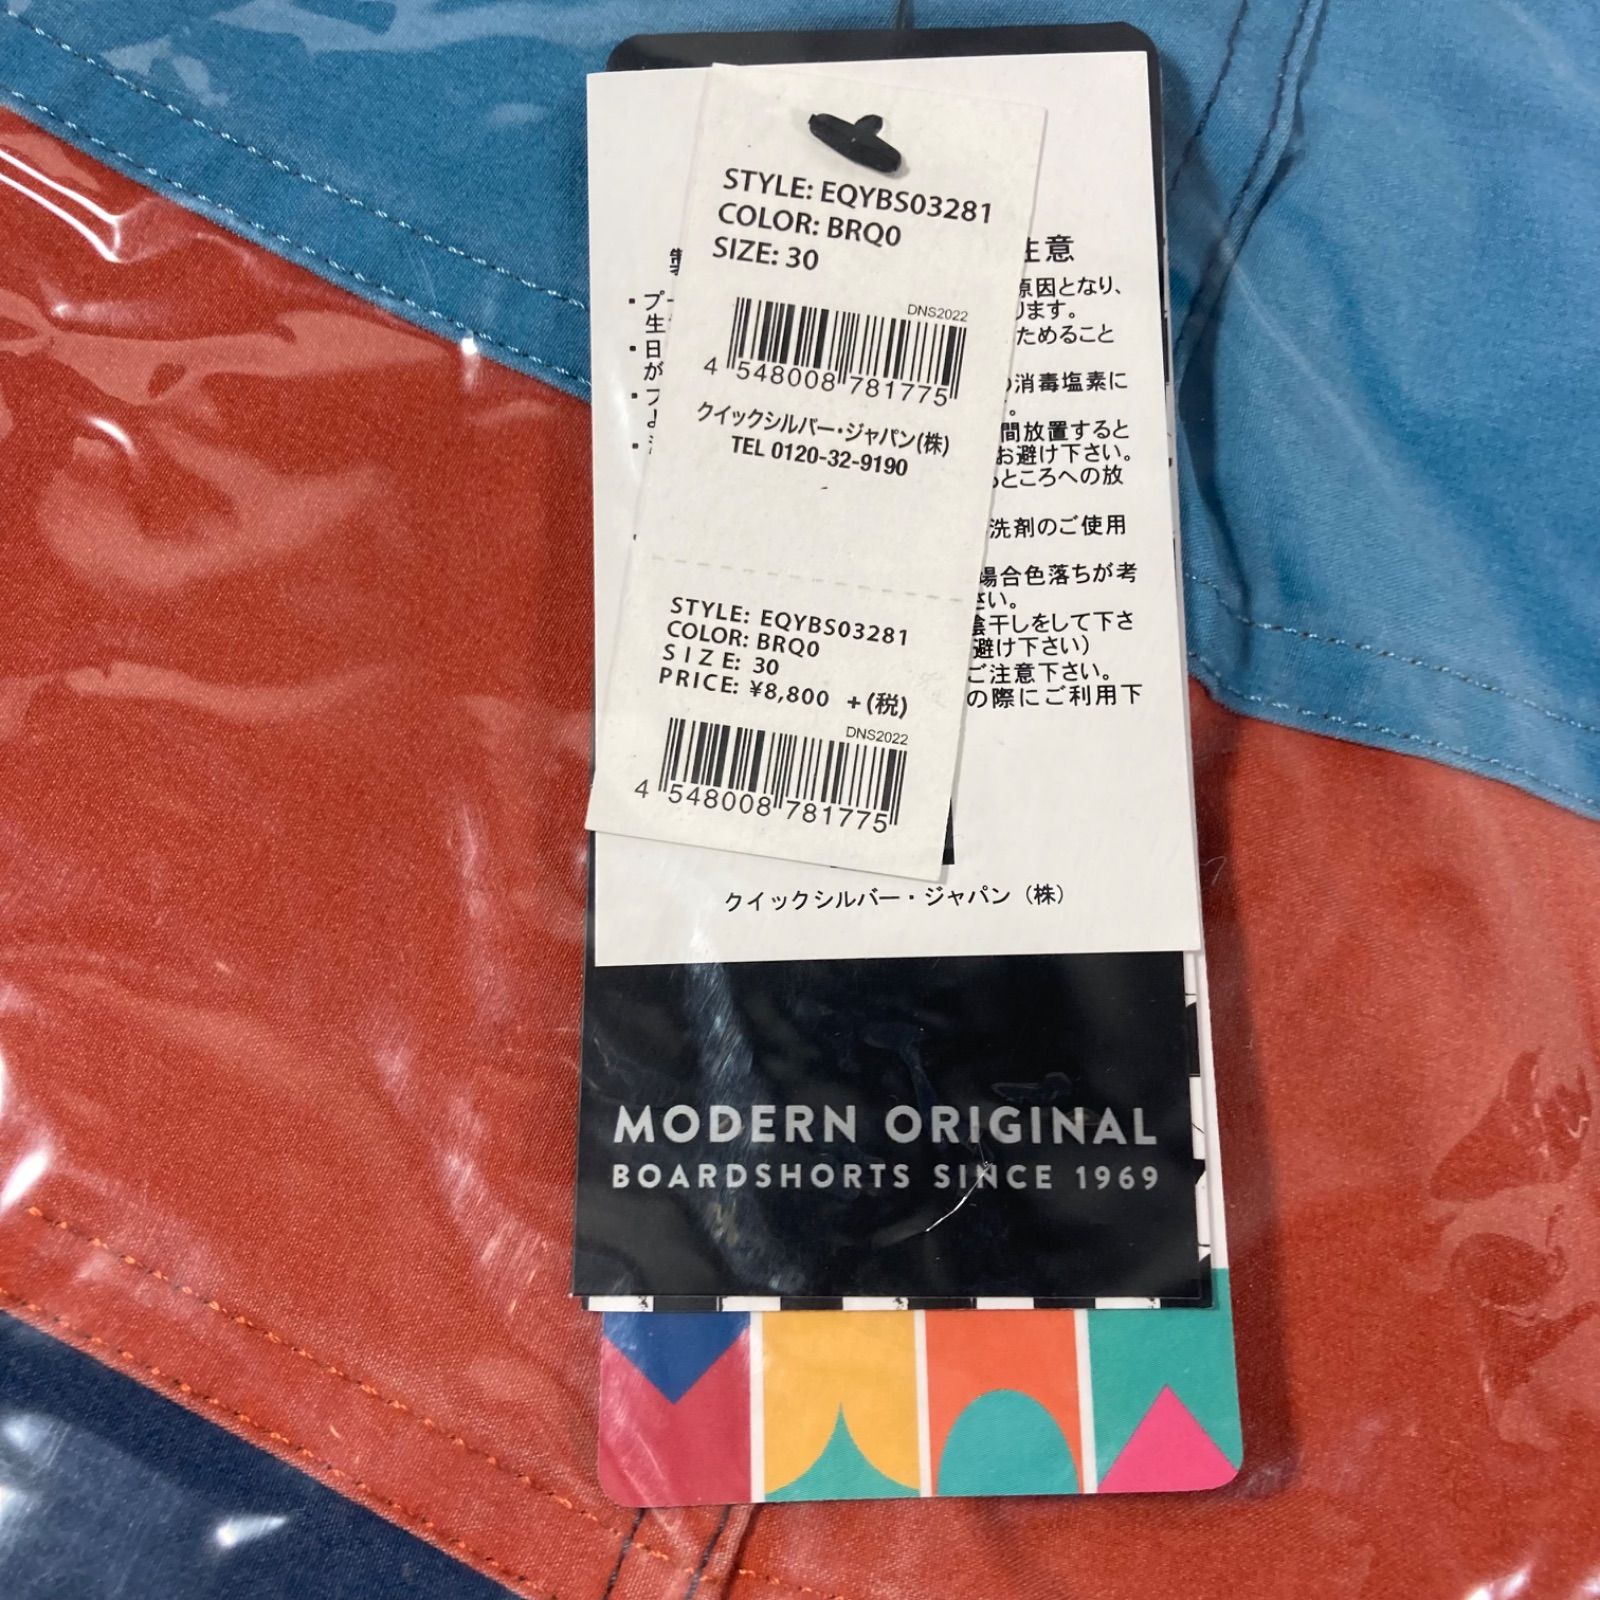 STYLE: EQYBS03281
COLOR: BRQ0
SIZE: 30
DNS2022
4 548008 781775
クイックシルバー・ジャパン(株)
TEL 0120-32-9190
STYLE: EQYBS03281
COLOR: BRQ0
SIZE: 30
PRICE: ¥8,800 +(税)
DNS2022
4 548008 781775
注意
原因となり、
ります。
ためること
の消毒塩素に
間放置すると
お避け下さい。
ところへの放
洗剤のご使用
場合色落ちが考
さい。
陰干しをして下さ
避け下さい)
ご注意下さい。
の際にご利用下
クイックシルバー・ジャパン(株)
MODERN ORIGINAL
BOARDSHORTS SINCE 1969